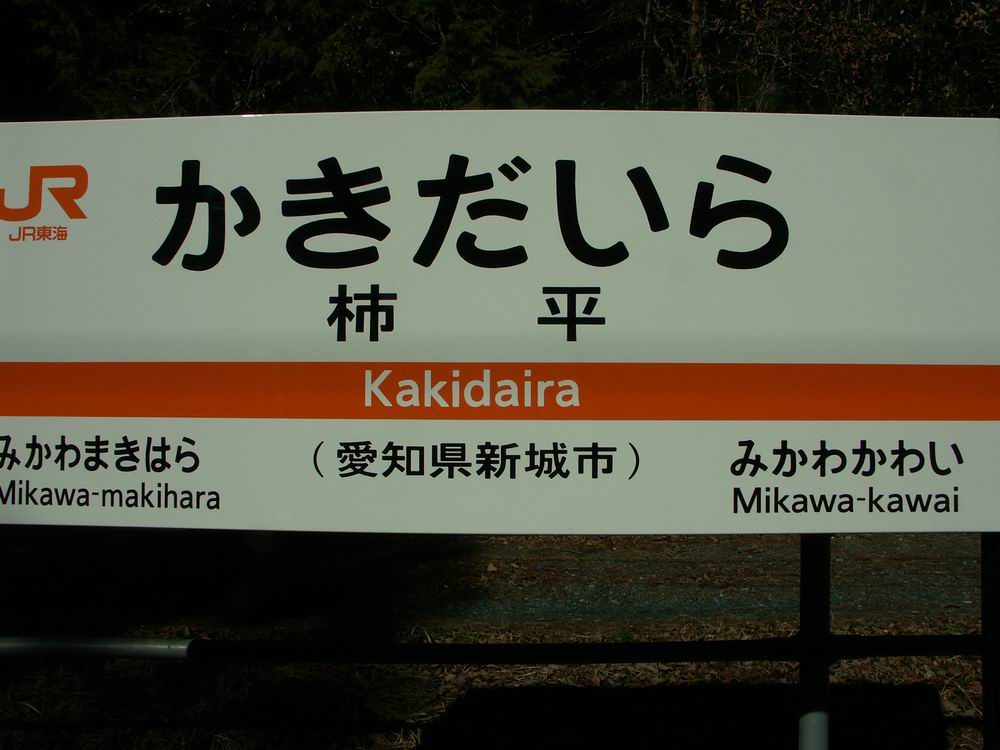 JR
JR東海
かきだいら
柿平
Kakidaira
みかわまきはら
Mikawa-makihara
(愛知県新城市)
みかわかわい
Mikawa-kawai